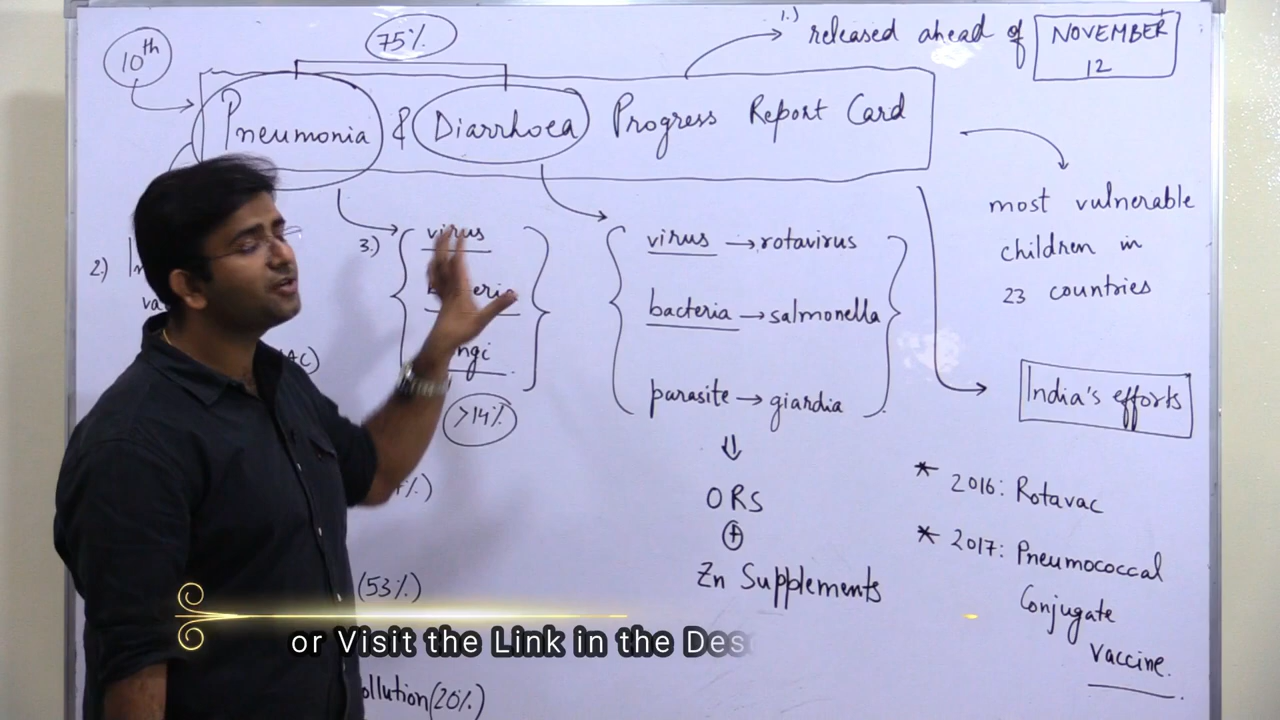 10th
75%
1.) released ahead of NOVEMBER
12
Pneumonia & Diarrhoea Progress Report Card
most vulnerable
children in
23 countries
2)
3.) virus
fungi
>14%
virus → rotavirus
bacteria → salmonella
parasite → giardia
⇓
ORS
⊕
Zn Supplements
India's efforts
* 2016: Rotavac
* 2017: Pneumococcal
Conjugate
Vaccine.
(53%)
or Visit the Link in the Des
ollution (20%)